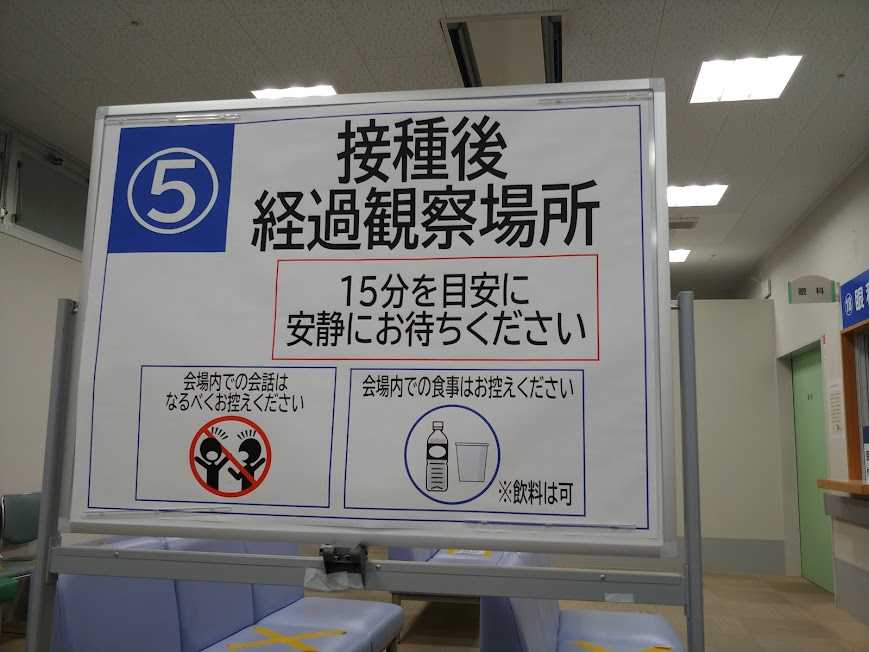 ⑤
接種後
経過観察場所
15分を目安に
安静にお待ちください
会場内での会話は
なるべくお控えください
会場内での食事はお控えください
※飲料は可
眼科
⑱眼